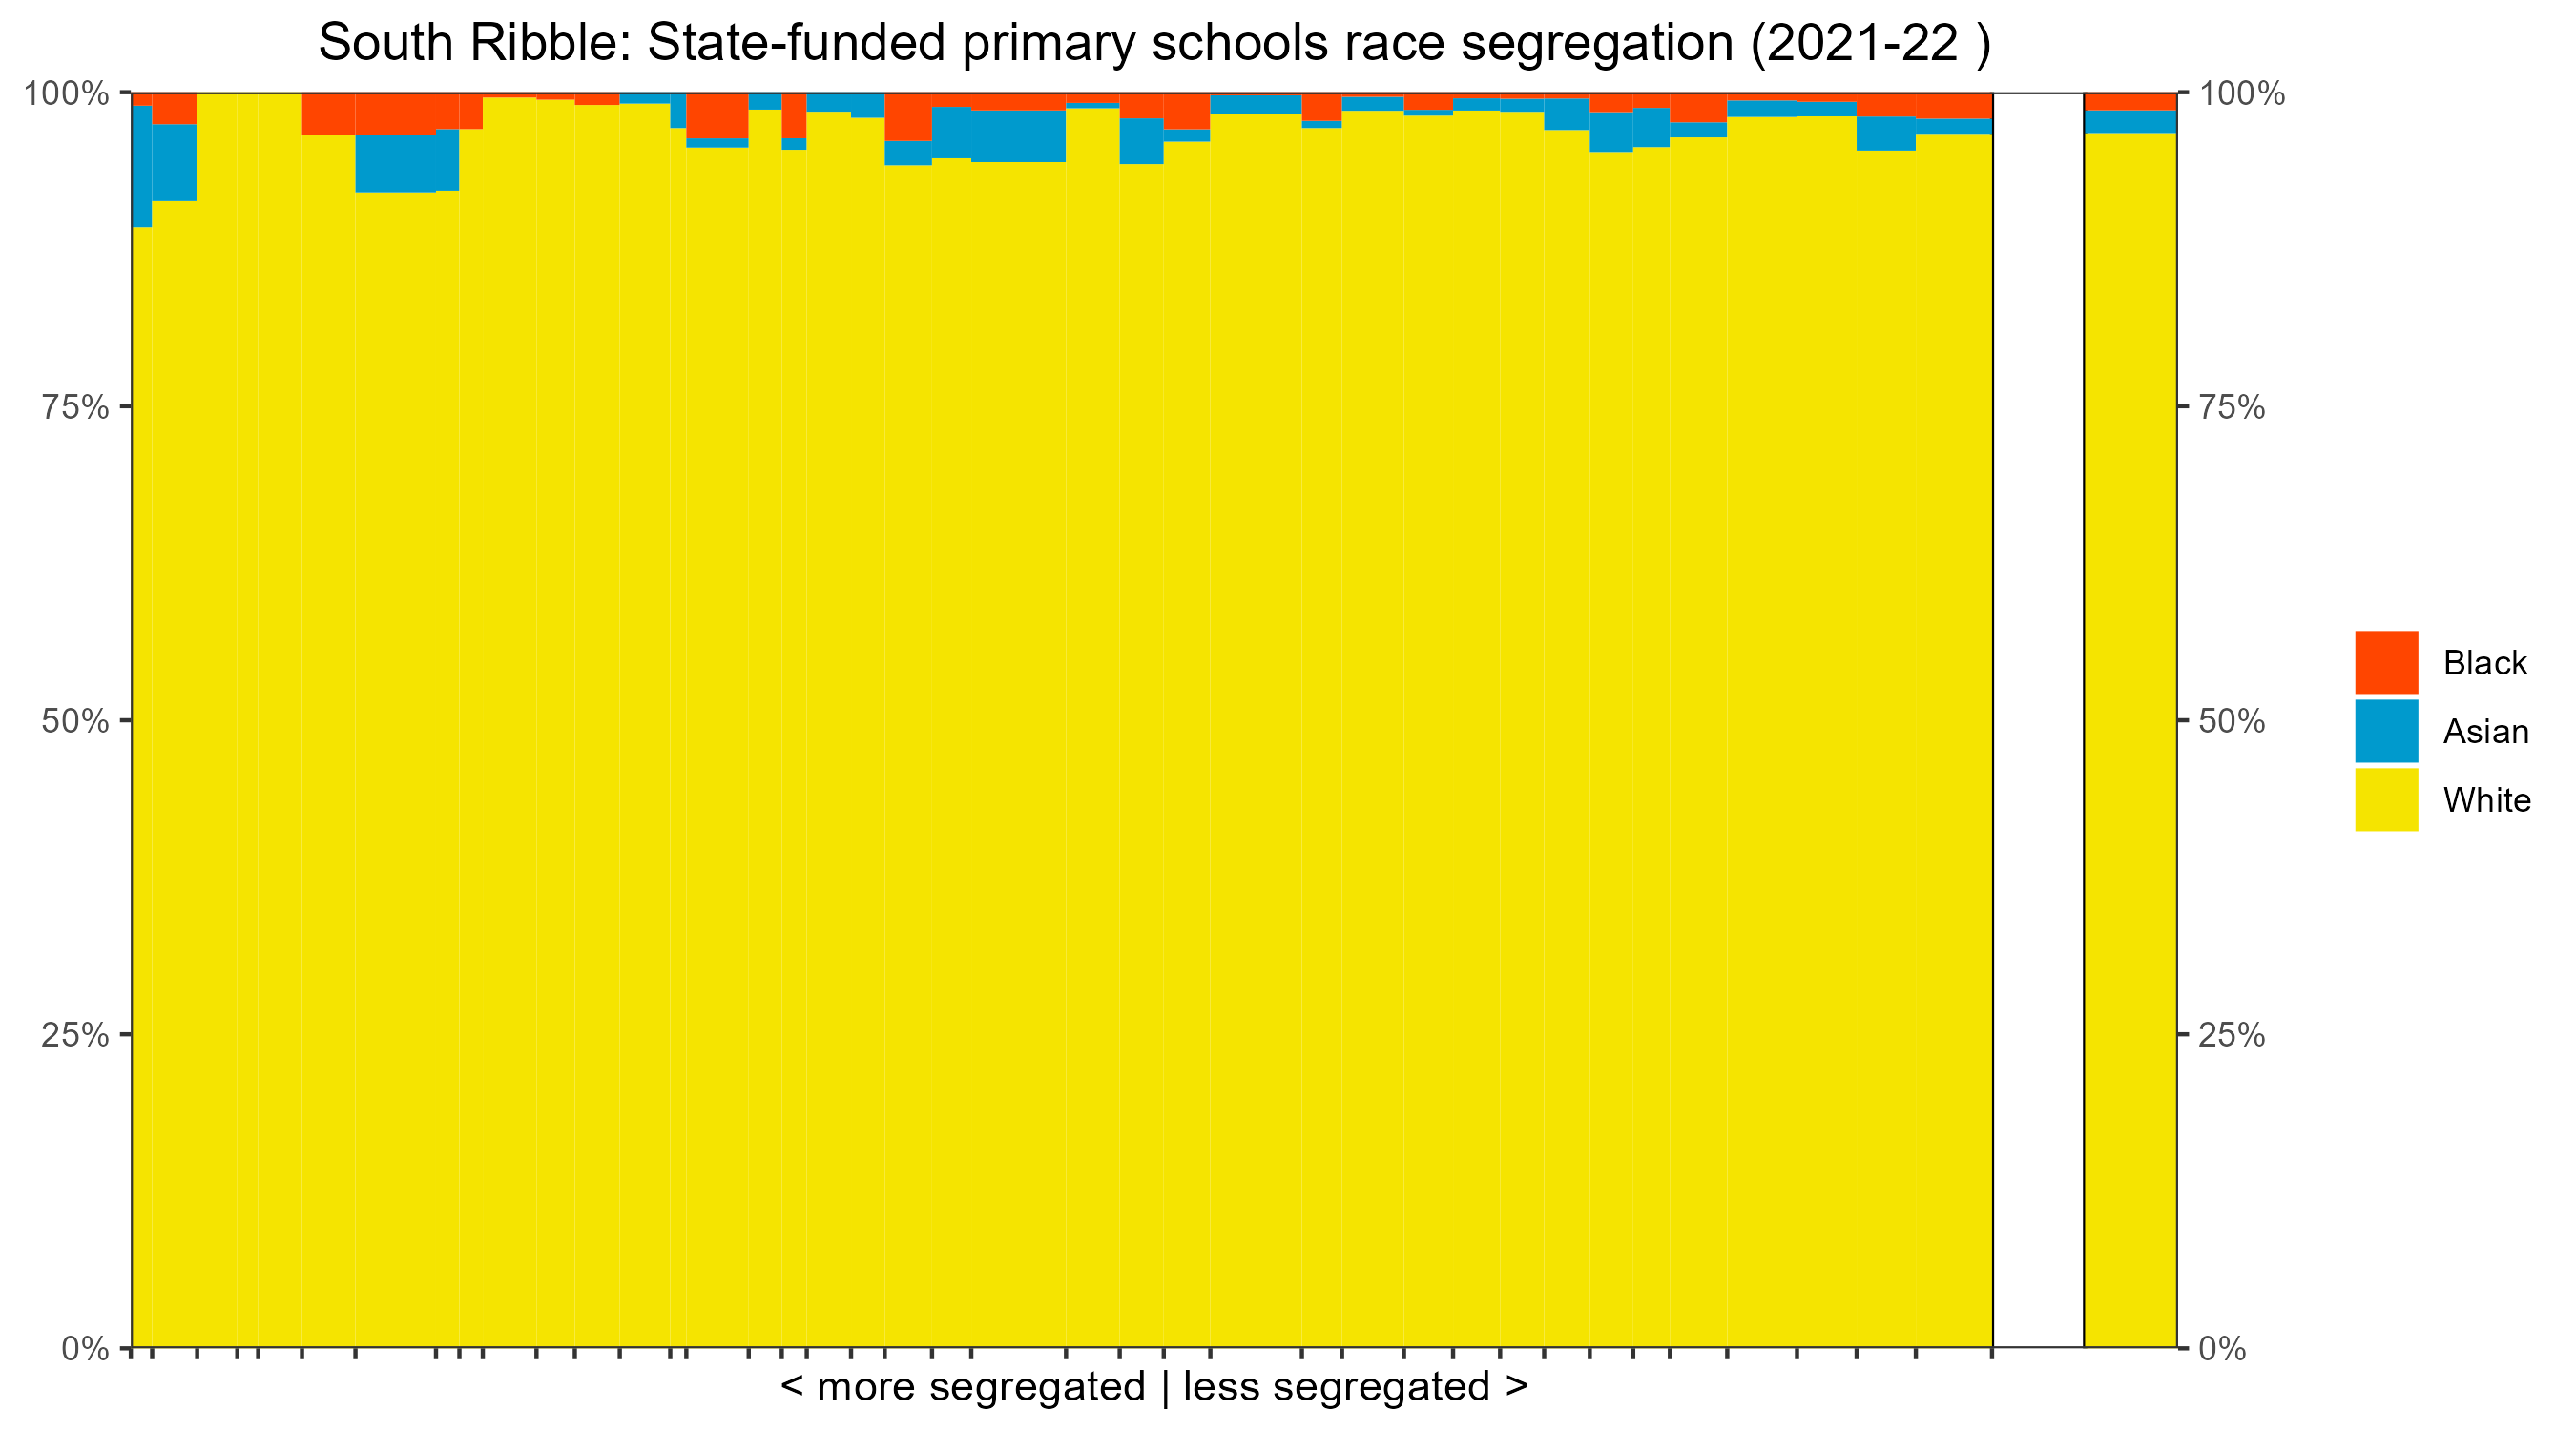 South Ribble: State-funded primary schools race segregation (2021-22 )
100%
75%
50%
25%
0%
100%
75%
50%
25%
0%
Black
Asian
White
< more segregated | less segregated >